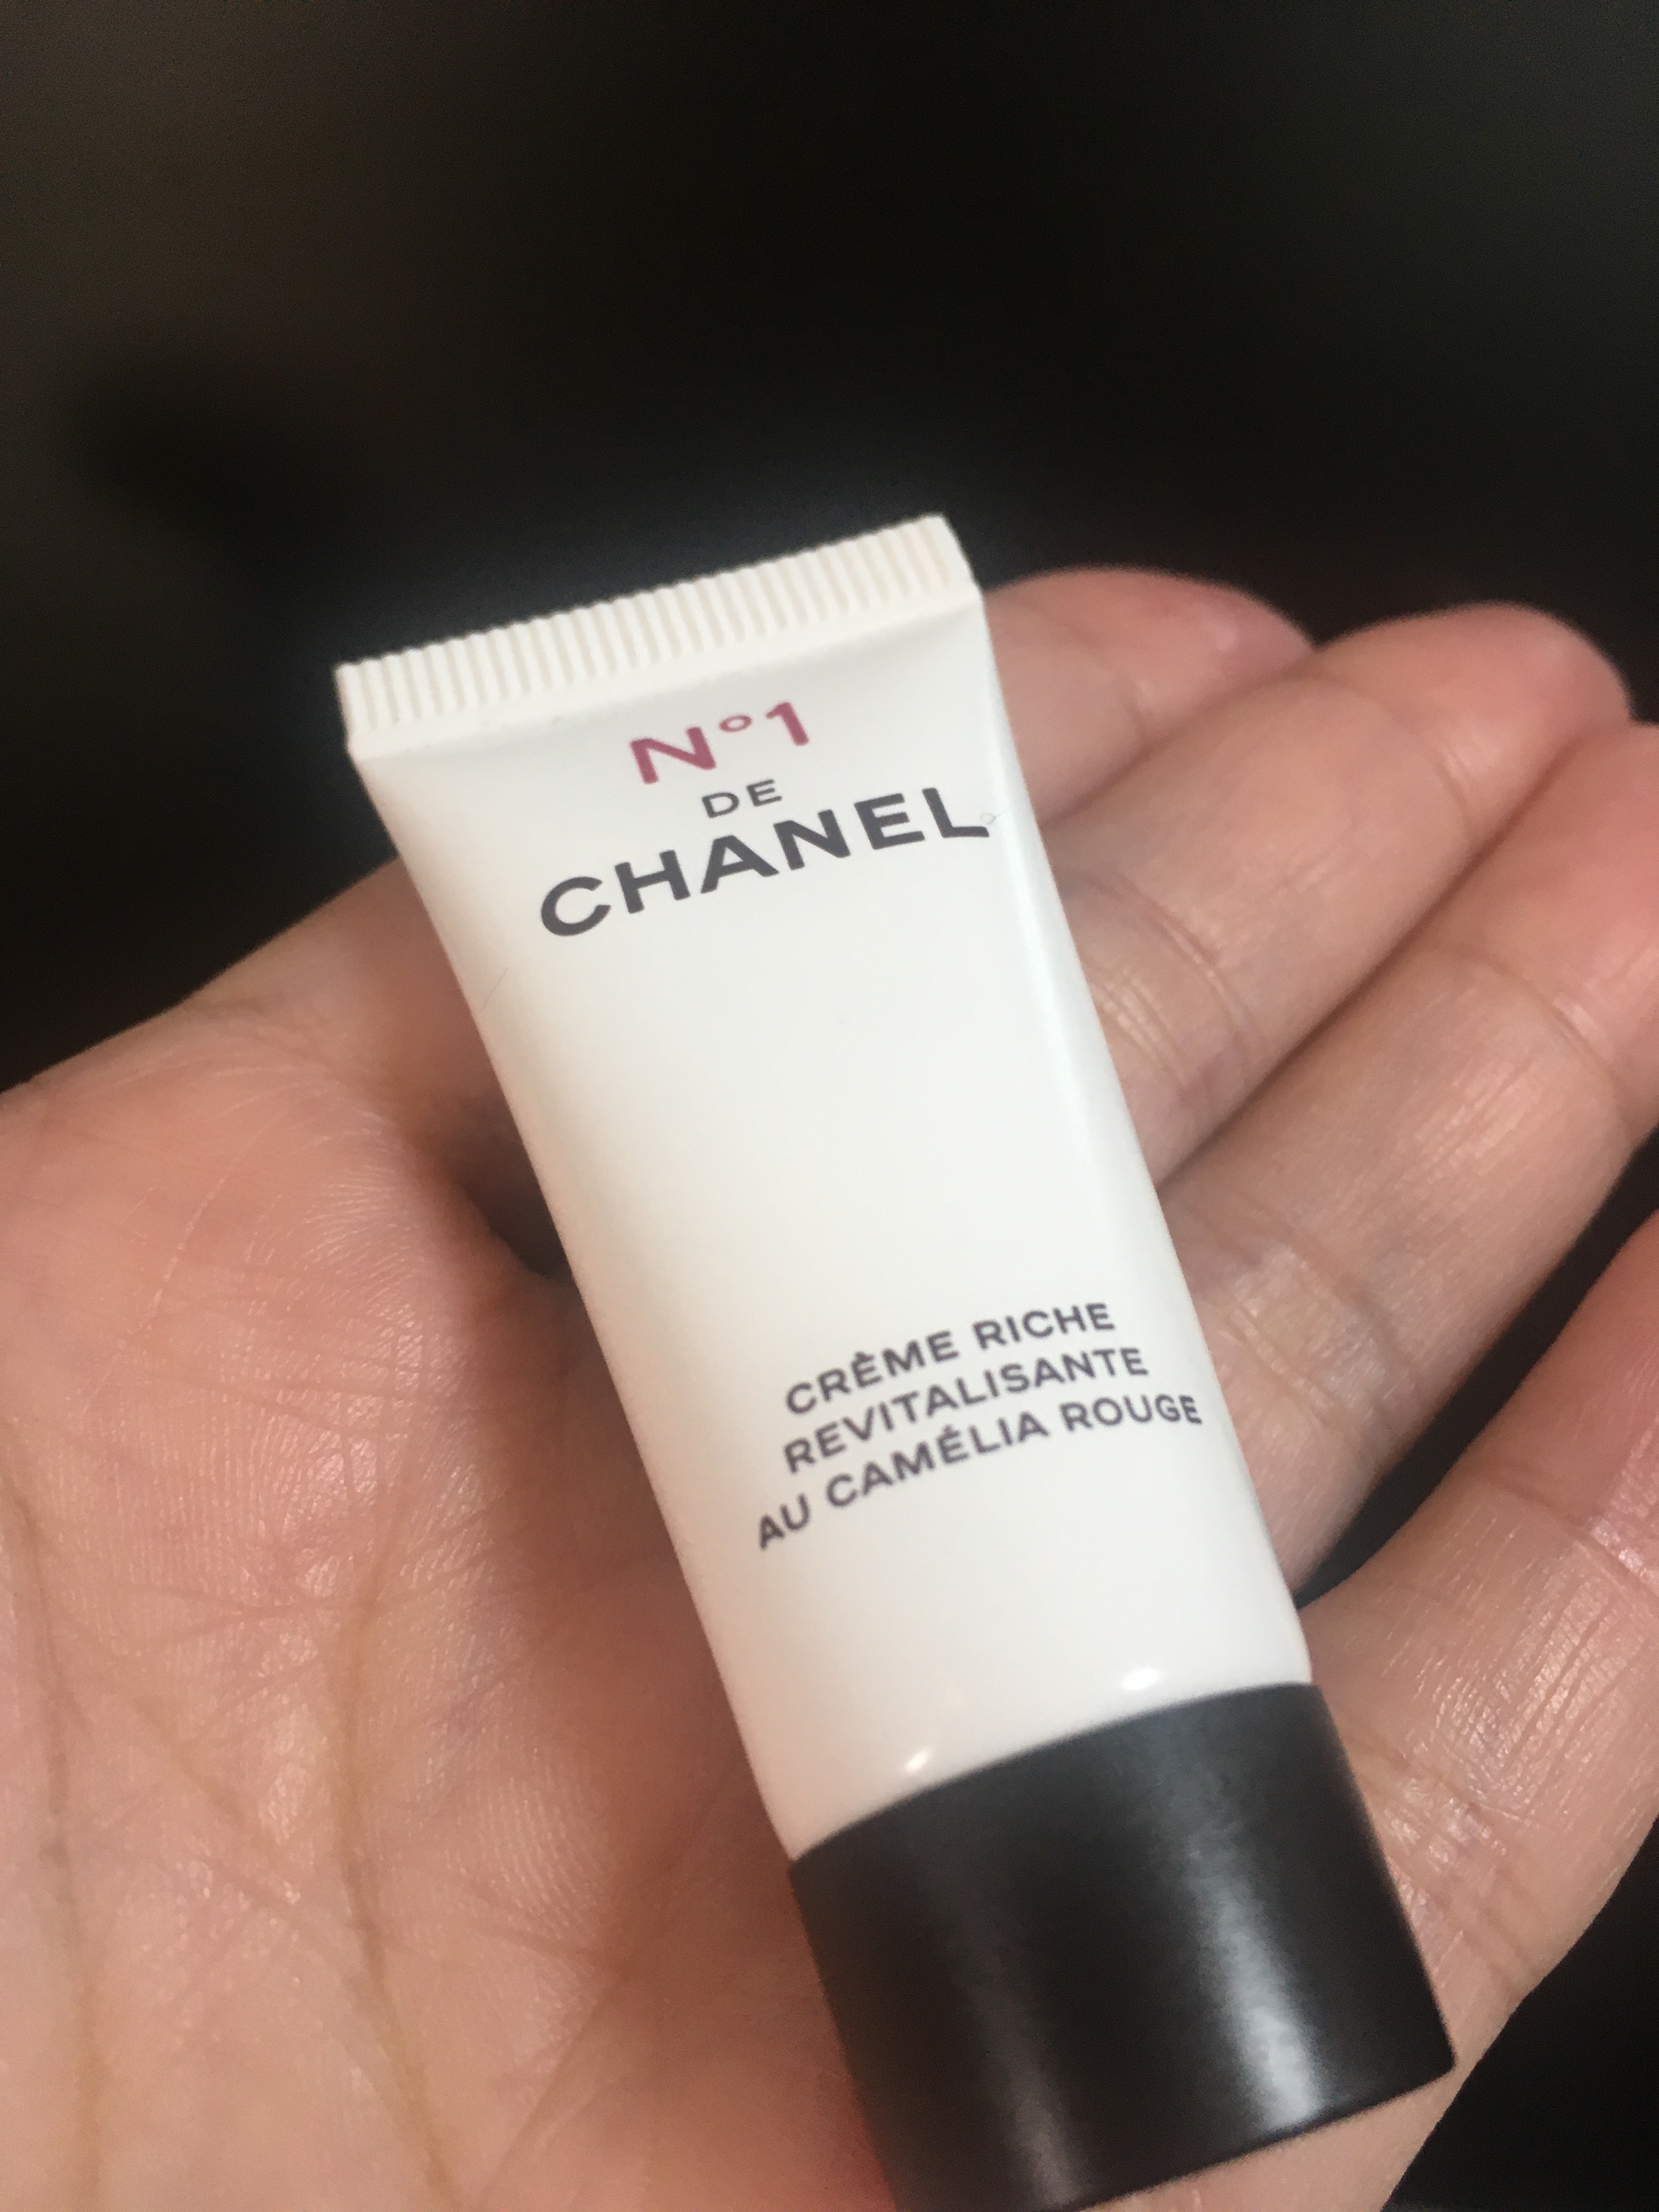 N°1
DE
CHANEL
CRÈME RICHE
REVITALISANTE
AU CAMÉLIA ROUGE